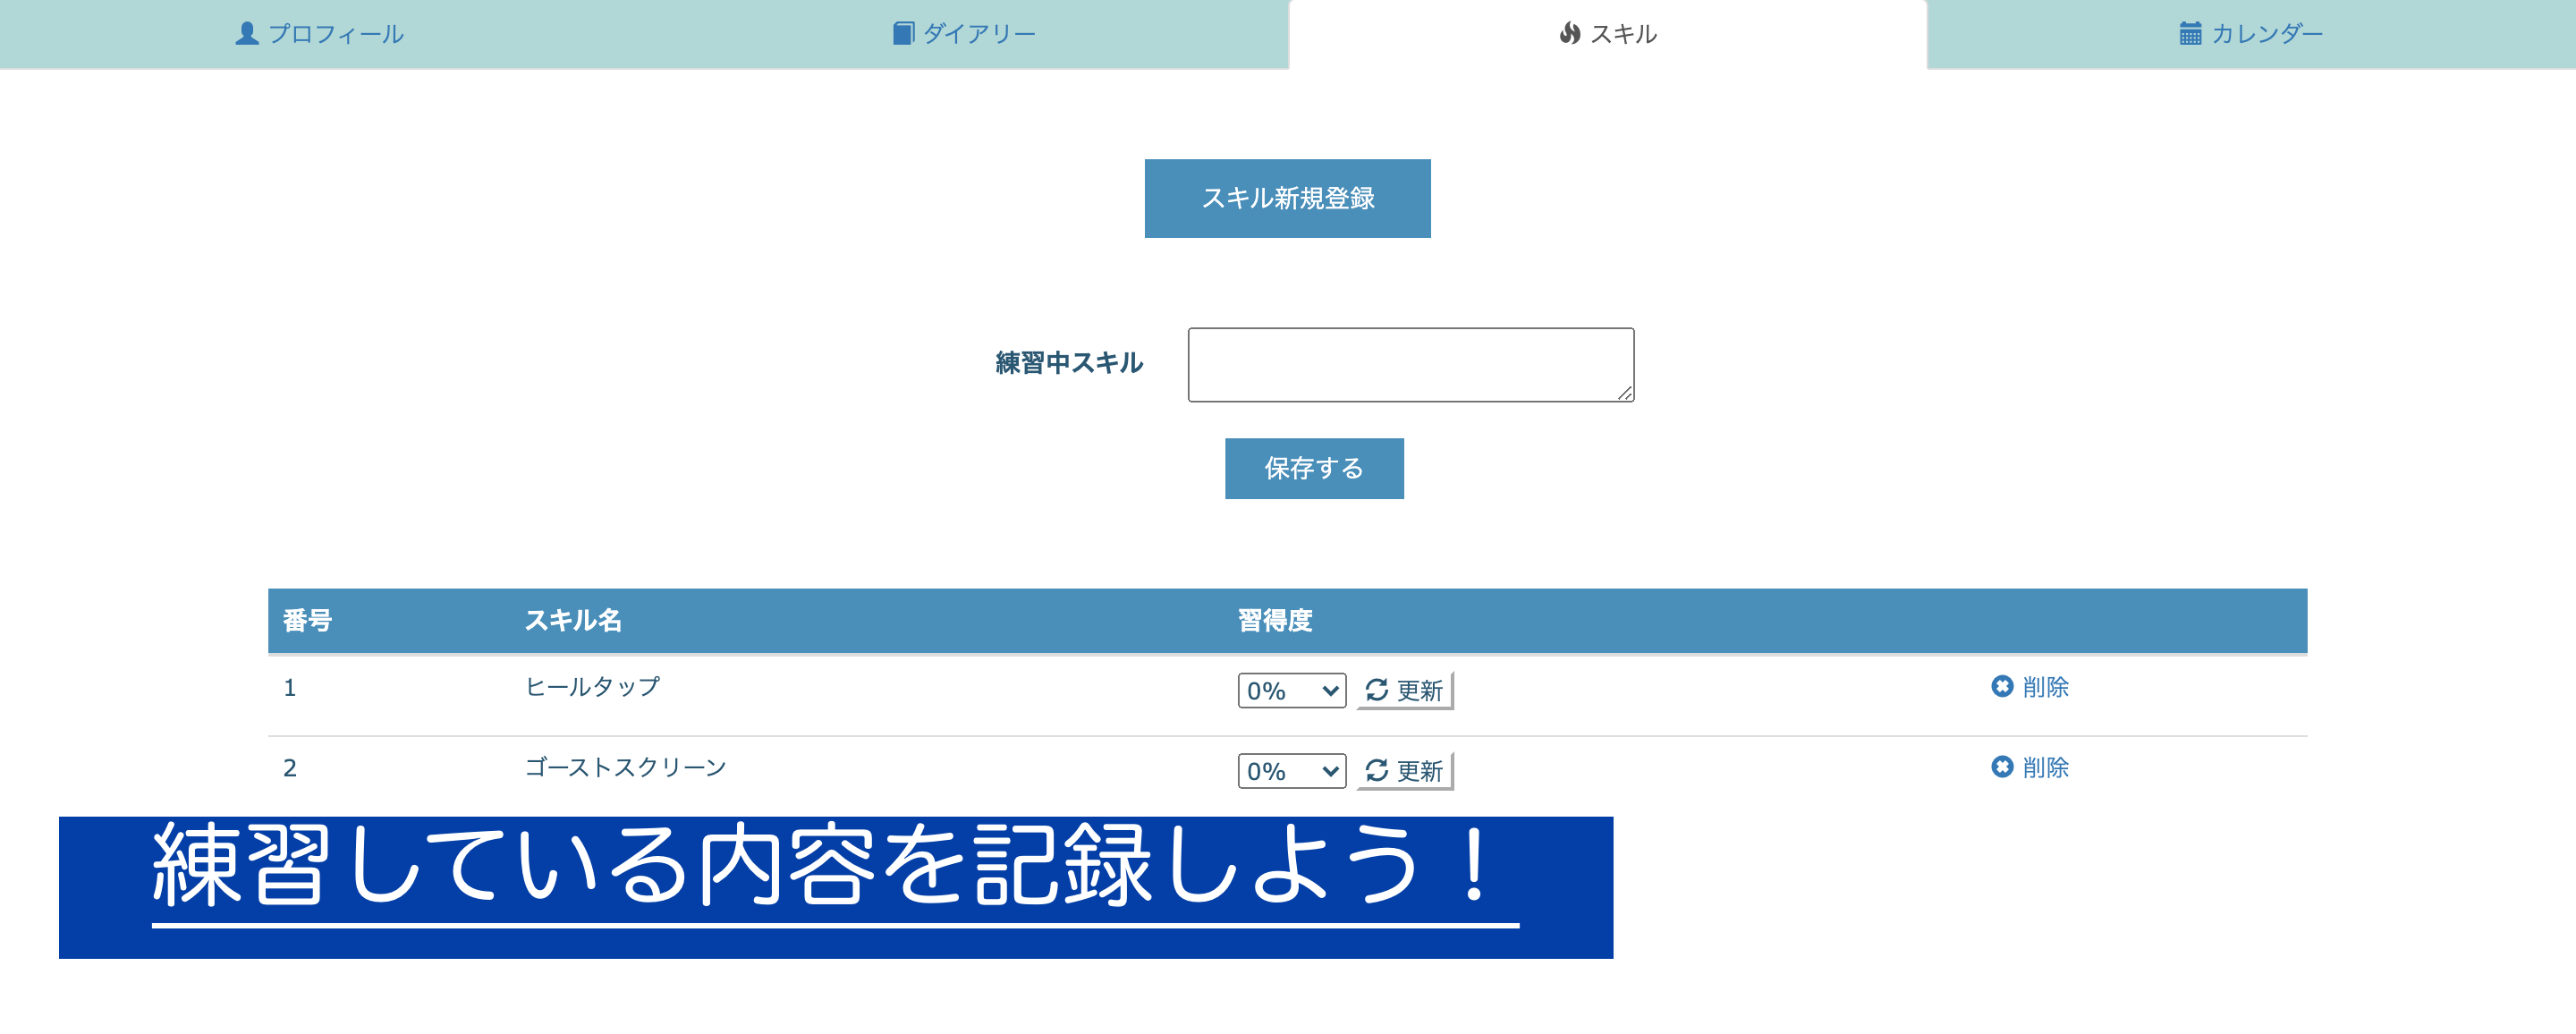 プロフィール ダイアリー スキル カレンダー
スキル新規登録
練習中スキル
保存する
番号 スキル名 習得度
1 ヒールタップ 0% 更新 削除
2 ゴーストスクリーン 0% 更新 削除
練習している内容を記録しよう！